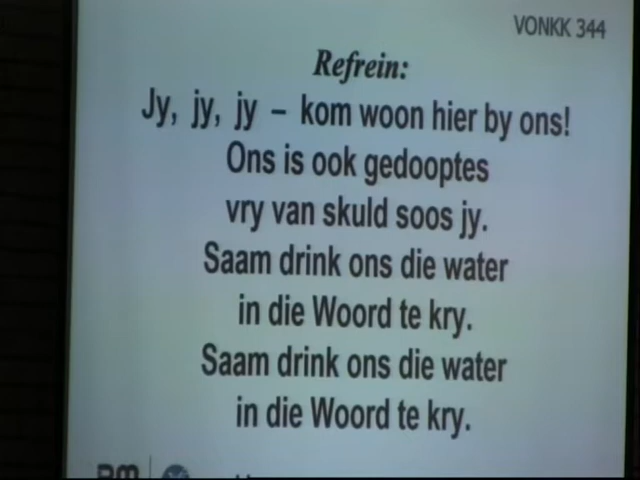 VONKK 344
Refrein:
Jy, jy, jy – kom woon hier by ons!
Ons is ook gedooptes
vry van skuld soos jy.
Saam drink ons die water
in die Woord te kry.
Saam drink ons die water
in die Woord te kry.